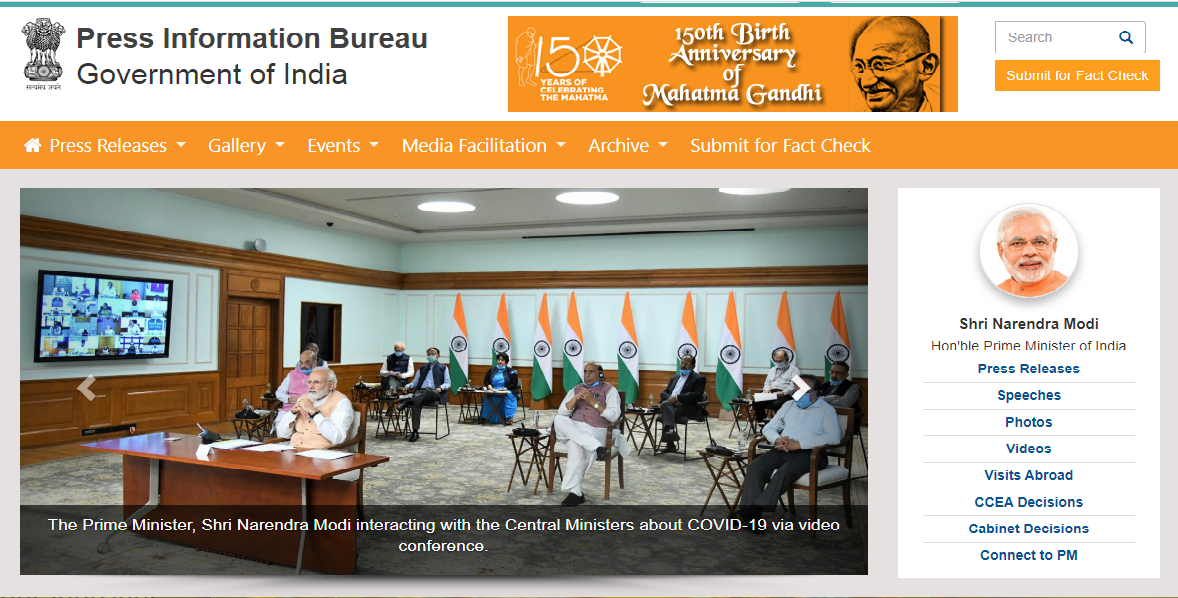 Press Information Bureau
Government of India
सत्यमेव जयते
150
YEARS OF
CELEBRATING
THE MAHATMA
150th Birth
Anniversary
of
Mahatma Gandhi
Search
Submit for Fact Check
Press Releases
Gallery
Events
Media Facilitation
Archive
Submit for Fact Check
The Prime Minister, Shri Narendra Modi interacting with the Central Ministers about COVID-19 via video
conference.
Shri Narendra Modi
Hon'ble Prime Minister of India
Press Releases
Speeches
Photos
Videos
Visits Abroad
CCEA Decisions
Cabinet Decisions
Connect to PM